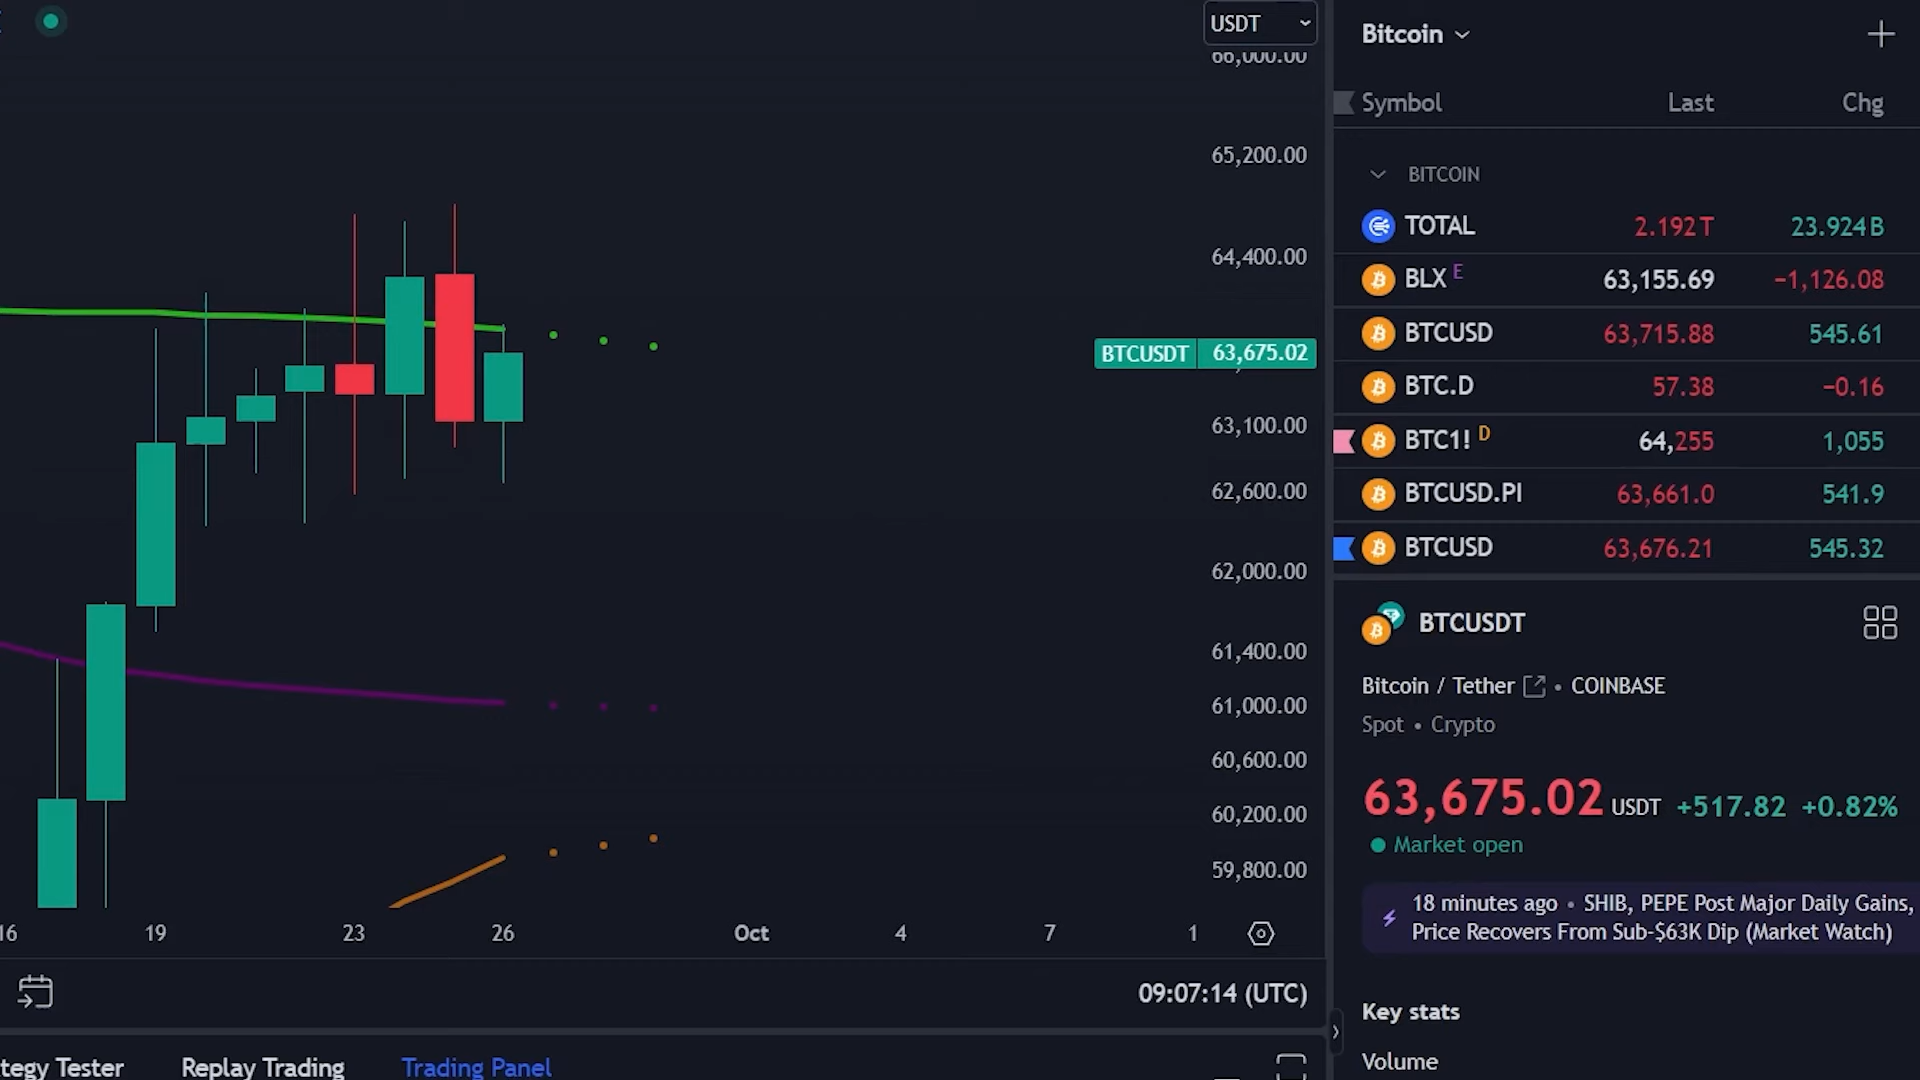 USDT
66,000.00
65,200.00
64,400.00
BTCUSDT 63,675.02
63,100.00
62,600.00
62,000.00
61,400.00
61,000.00
60,600.00
60,200.00
59,800.00
16 19 23 26 Oct 4 7 1
09:07:14 (UTC)
tegy Tester Replay Trading Trading Panel
Bitcoin
Symbol Last Chg
BITCOIN
TOTAL 2.192T 23.924B
BLX E 63,155.69 −1,126.08
BTCUSD 63,715.88 545.61
BTC.D 57.38 −0.16
BTC1! D 64,255 1,055
BTCUSD.PI 63,661.0 541.9
BTCUSD 63,676.21 545.32
BTCUSDT
Bitcoin / Tether • COINBASE
Spot • Crypto
63,675.02 USDT +517.82 +0.82%
Market open
18 minutes ago • SHIB, PEPE Post Major Daily Gains,
Price Recovers From Sub-$63K Dip (Market Watch)
Key stats
Volume